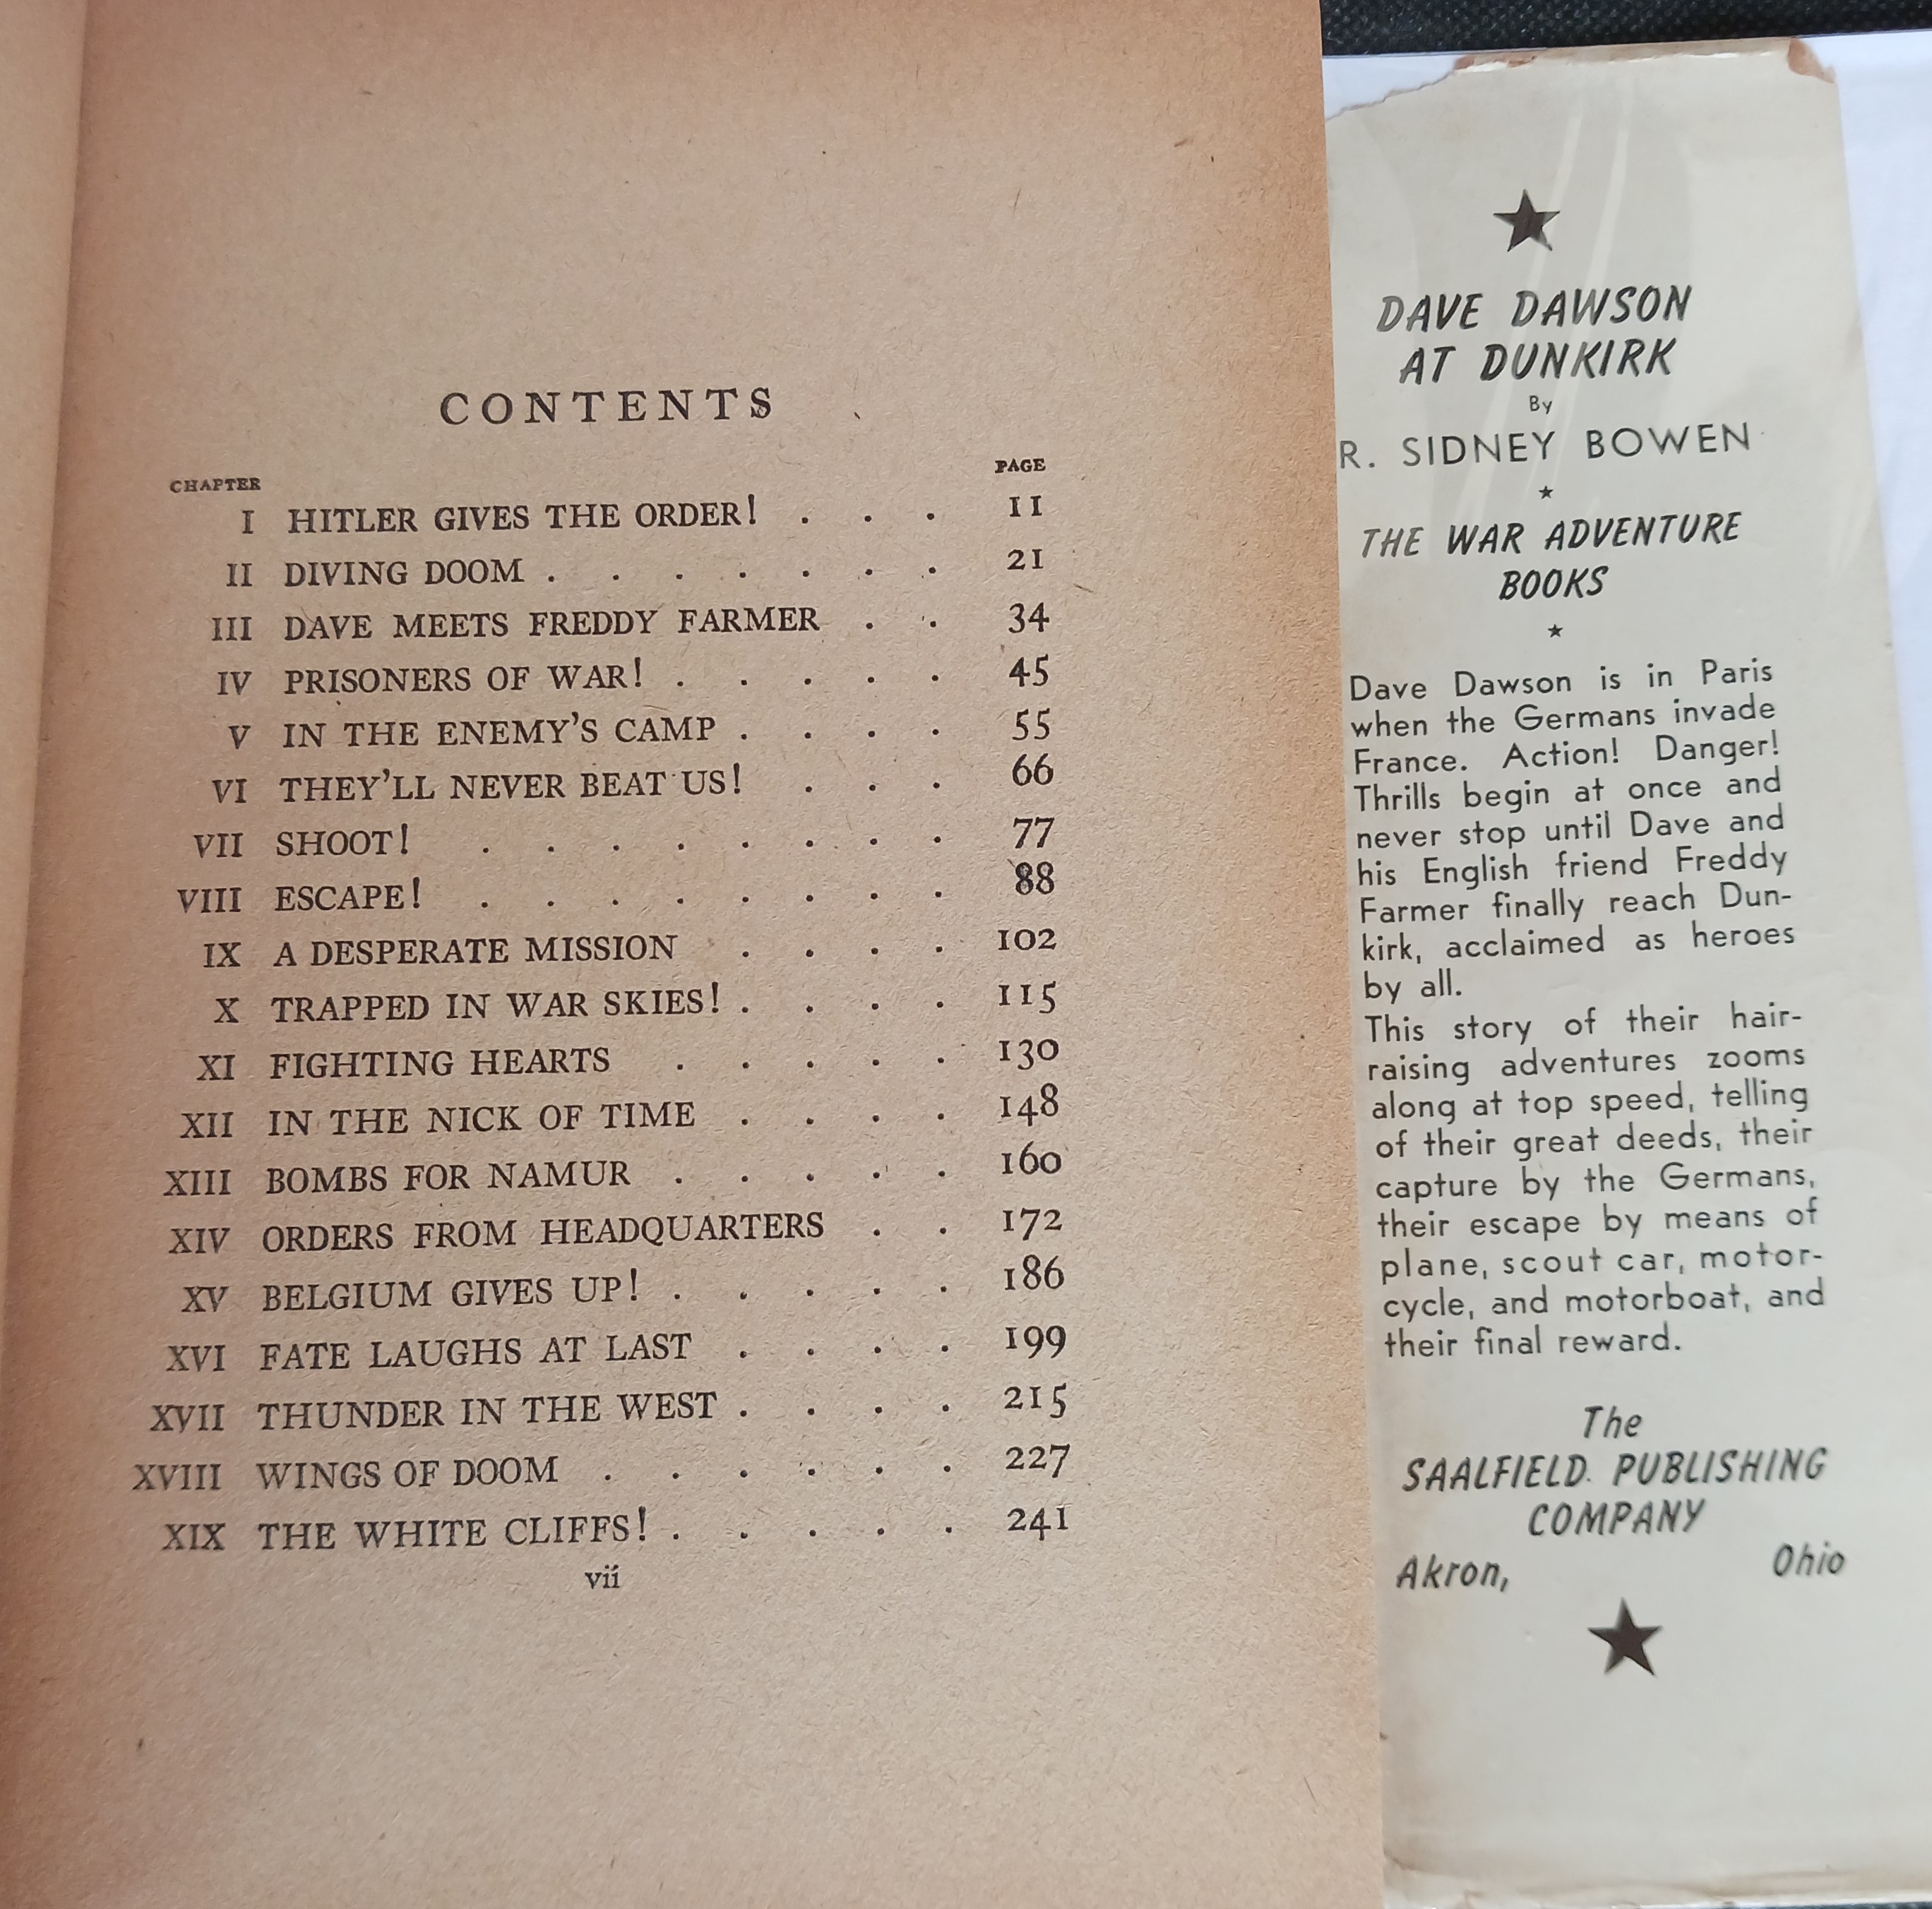 CONTENTS
CHAPTER PAGE
I HITLER GIVES THE ORDER! . . . 11
II DIVING DOOM . . . . . . . 21
III DAVE MEETS FREDDY FARMER . . 34
IV PRISONERS OF WAR! . . . . . 45
V IN THE ENEMY'S CAMP . . . . 55
VI THEY'LL NEVER BEAT US! . . . 66
VII SHOOT! . . . . . . . . 77
VIII ESCAPE! . . . . . . . . 88
IX A DESPERATE MISSION . . . . 102
X TRAPPED IN WAR SKIES! . . . . 115
XI FIGHTING HEARTS . . . . . 130
XII IN THE NICK OF TIME . . . . 148
XIII BOMBS FOR NAMUR . . . . . 160
XIV ORDERS FROM HEADQUARTERS . . 172
XV BELGIUM GIVES UP! . . . . . 186
XVI FATE LAUGHS AT LAST . . . . 199
XVII THUNDER IN THE WEST . . . . 215
XVIII WINGS OF DOOM . . . . . . 227
XIX THE WHITE CLIFFS! . . . . . 241
vii
DAVE DAWSON
AT DUNKIRK
By
R. SIDNEY BOWEN
THE WAR ADVENTURE
BOOKS
Dave Dawson is in Paris
when the Germans invade
France. Action! Danger!
Thrills begin at once and
never stop until Dave and
his English friend Freddy
Farmer finally reach Dun-
kirk, acclaimed as heroes
by all.
This story of their hair-
raising adventures zooms
along at top speed, telling
of their great deeds, their
capture by the Germans,
their escape by means of
plane, scout car, motor-
cycle, and motorboat, and
their final reward.
The
SAALFIELD PUBLISHING
COMPANY
Akron, Ohio